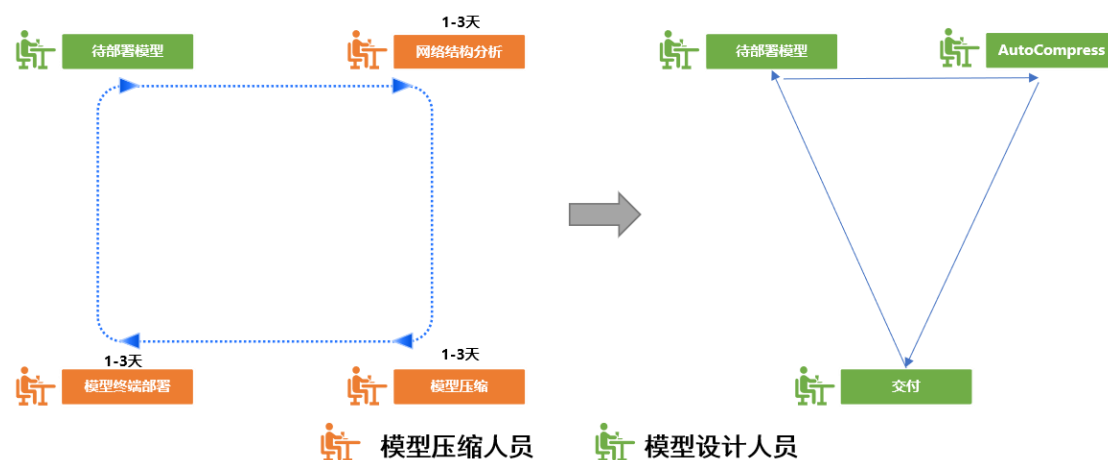 1-3天
待部署模型
网络结构分析
待部署模型
AutoCompress
1-3天
1-3天
模型终端部署
模型压缩
交付
模型压缩人员
模型设计人员